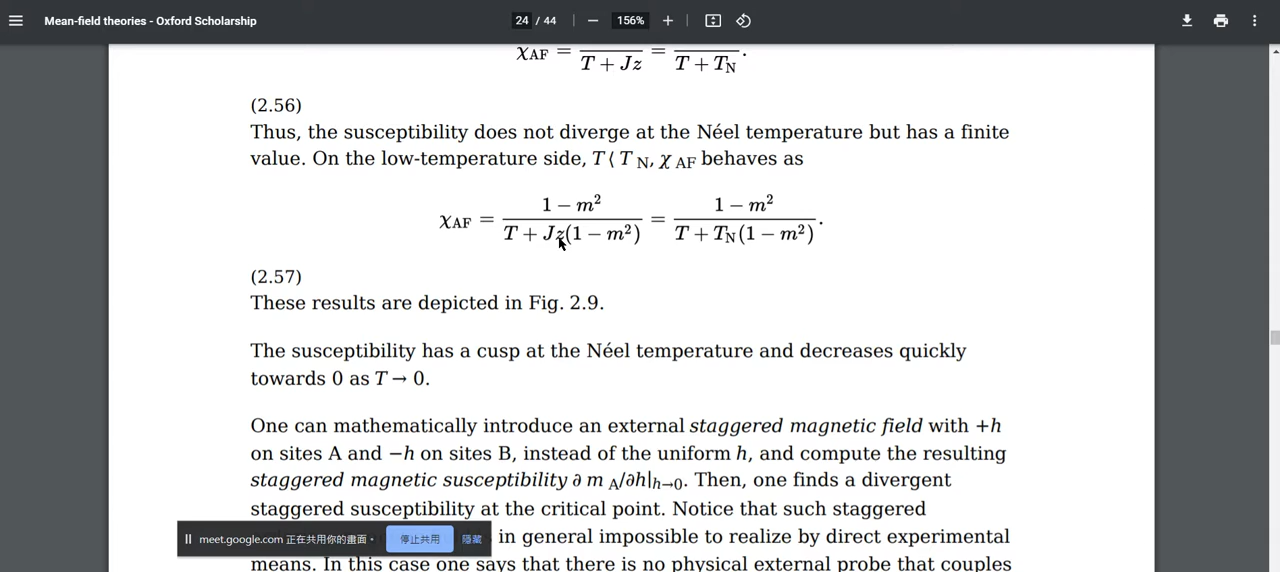 Mean-field theories - Oxford Scholarship
24 / 44
156%
χ_AF = ─── / (T + Jz) = ─── / (T + T_N).
(2.56)
Thus, the susceptibility does not diverge at the Néel temperature but has a finite
value. On the low-temperature side, T ⟨ T N, χ AF behaves as
χ_AF = (1 − m²) / (T + Jz(1 − m²)) = (1 − m²) / (T + T_N(1 − m²)).
(2.57)
These results are depicted in Fig. 2.9.
The susceptibility has a cusp at the Néel temperature and decreases quickly
towards 0 as T → 0.
One can mathematically introduce an external staggered magnetic field with +h
on sites A and −h on sites B, instead of the uniform h, and compute the resulting
staggered magnetic susceptibility ∂ m A/∂h|h→0. Then, one finds a divergent
staggered susceptibility at the critical point. Notice that such staggered
meet.google.com 正在共用你的畫面。 停止共用 隱藏 in general impossible to realize by direct experimental
means. In this case one says that there is no physical external probe that couples